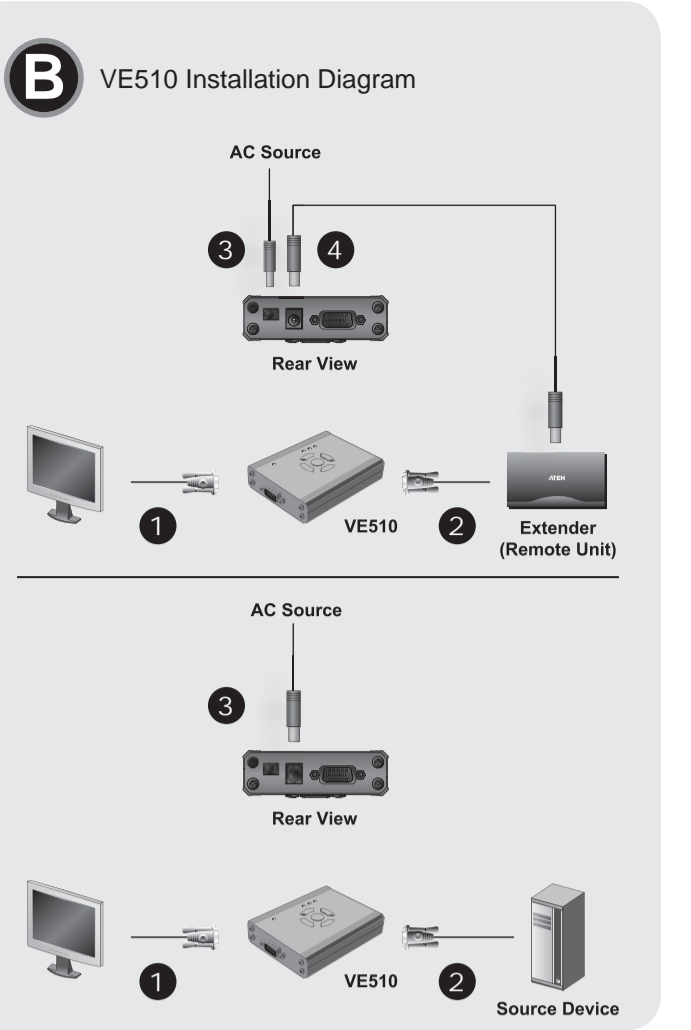 B
VE510 Installation Diagram
AC Source
3
4
Rear View
ATEN
1
VE510
2
Extender
(Remote Unit)
AC Source
3
Rear View
1
VE510
2
Source Device